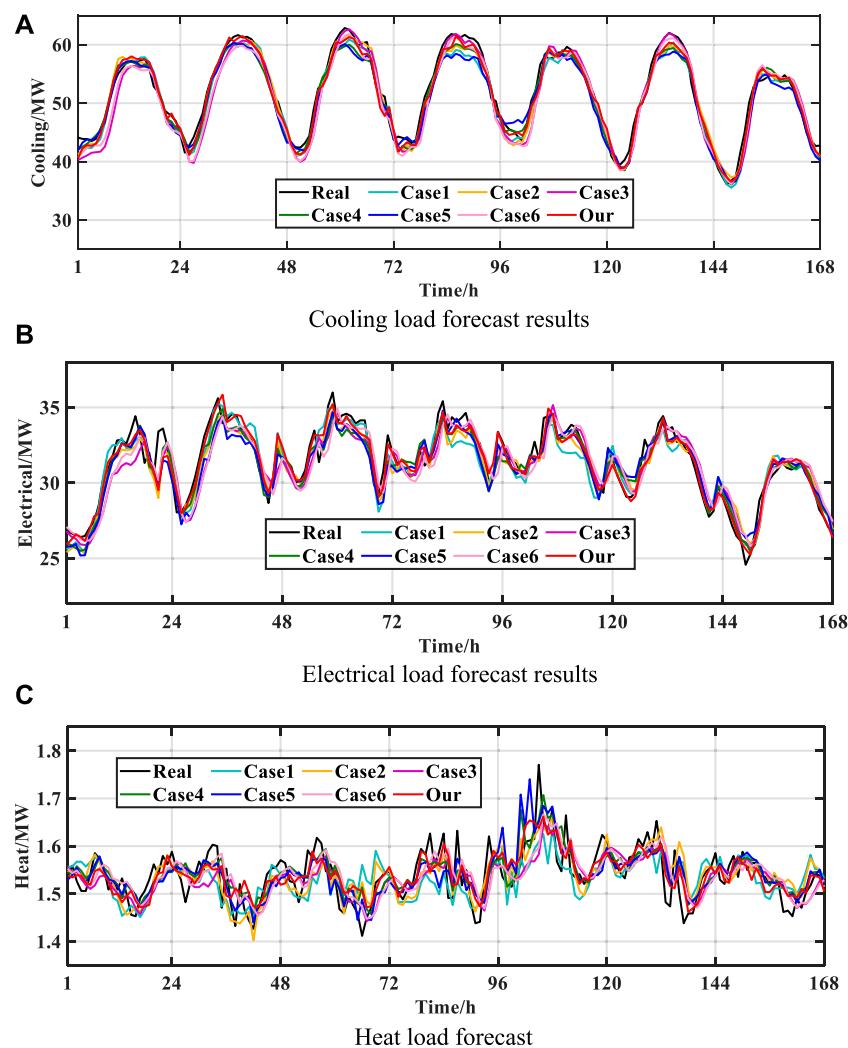 A
Cooling/MW
60
50
40
30
Real Case1 Case2 Case3
Case4 Case5 Case6 Our
1 24 48 72 96 120 144 168
Time/h
Cooling load forecast results
B
Electrical/MW
35
30
25
Real Case1 Case2 Case3
Case4 Case5 Case6 Our
1 24 48 72 96 120 144 168
Time/h
Electrical load forecast results
C
Heat/MW
1.8
1.7
1.6
1.5
1.4
Real Case1 Case2 Case3
Case4 Case5 Case6 Our
1 24 48 72 96 120 144 168
Time/h
Heat load forecast